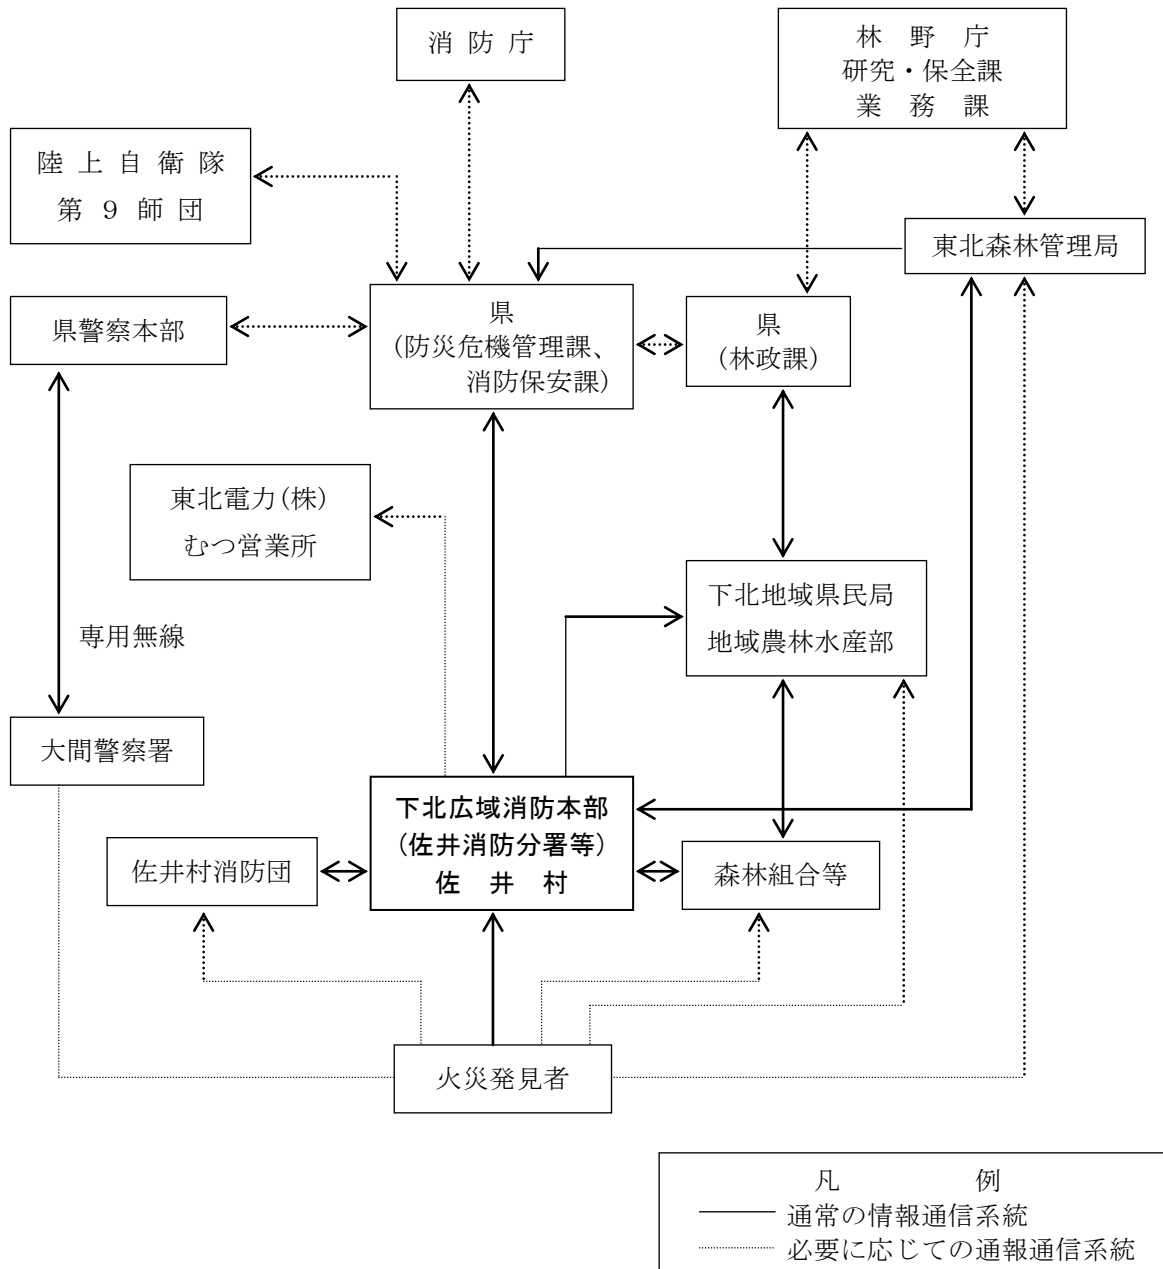 消防庁
林野庁
研究・保全課
業務課
陸上自衛隊
第９師団
東北森林管理局
県警察本部
県
(防災危機管理課、
消防保安課)
県
(林政課)
東北電力(株)
むつ営業所
下北地域県民局
地域農林水産部
専用無線
大間警察署
下北広域消防本部
(佐井消防分署等)
佐井村
佐井村消防団
森林組合等
火災発見者
凡例
通常の情報通信系統
必要に応じての通報通信系統